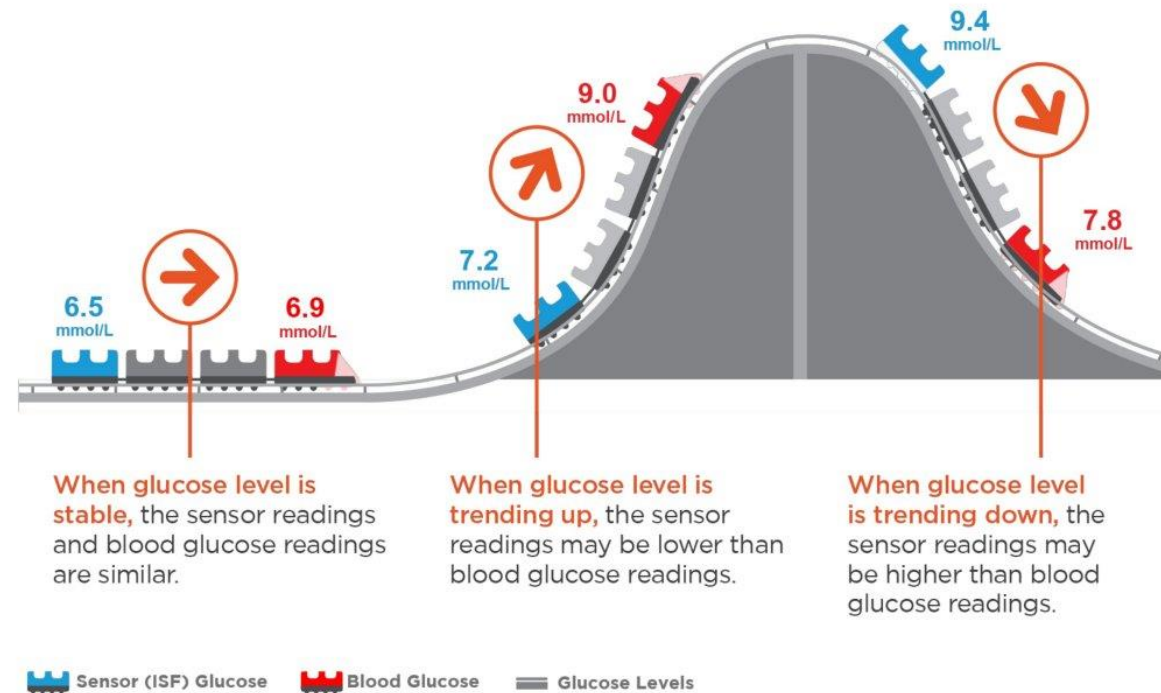 9.4
mmol/L
9.0
mmol/L
7.8
mmol/L
7.2
mmol/L
6.5
mmol/L
6.9
mmol/L
When glucose level is
stable, the sensor readings
and blood glucose readings
are similar.
When glucose level is
trending up, the sensor
readings may be lower than
blood glucose readings.
When glucose level
is trending down, the
sensor readings may
be higher than blood
glucose readings.
Sensor (ISF) Glucose
Blood Glucose
Glucose Levels